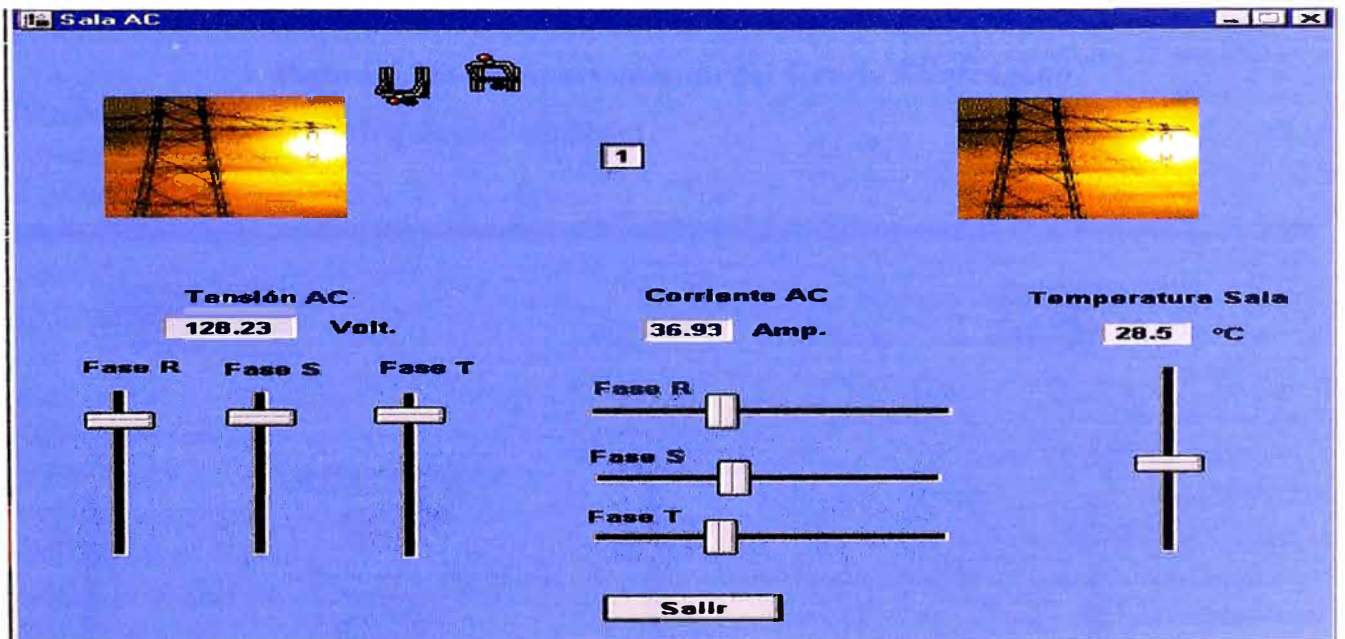 Sala AC
1
Tensión AC
128.23 Volt.
Fase R Fase S Fase T
Corriente AC
36.93 Amp.
Fase R
Fase S
Fase T
Temperatura Sala
28.5 °C
Salir